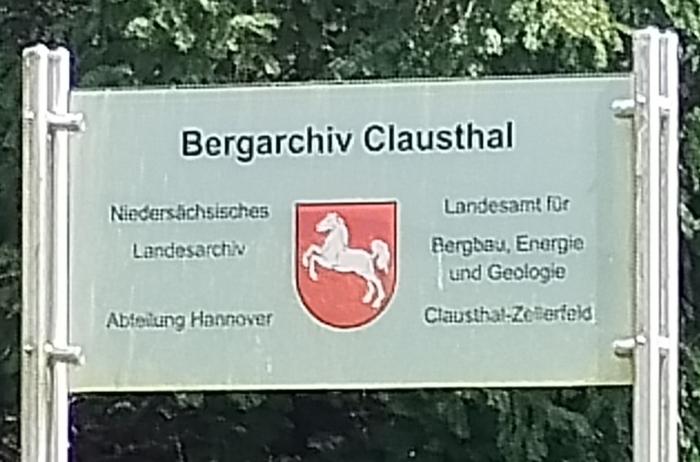 Bergarchiv Clausthal
Niedersächsisches
Landesarchiv
Abteilung Hannover
Landesamt für
Bergbau, Energie
und Geologie
Clausthal-Zellerfeld